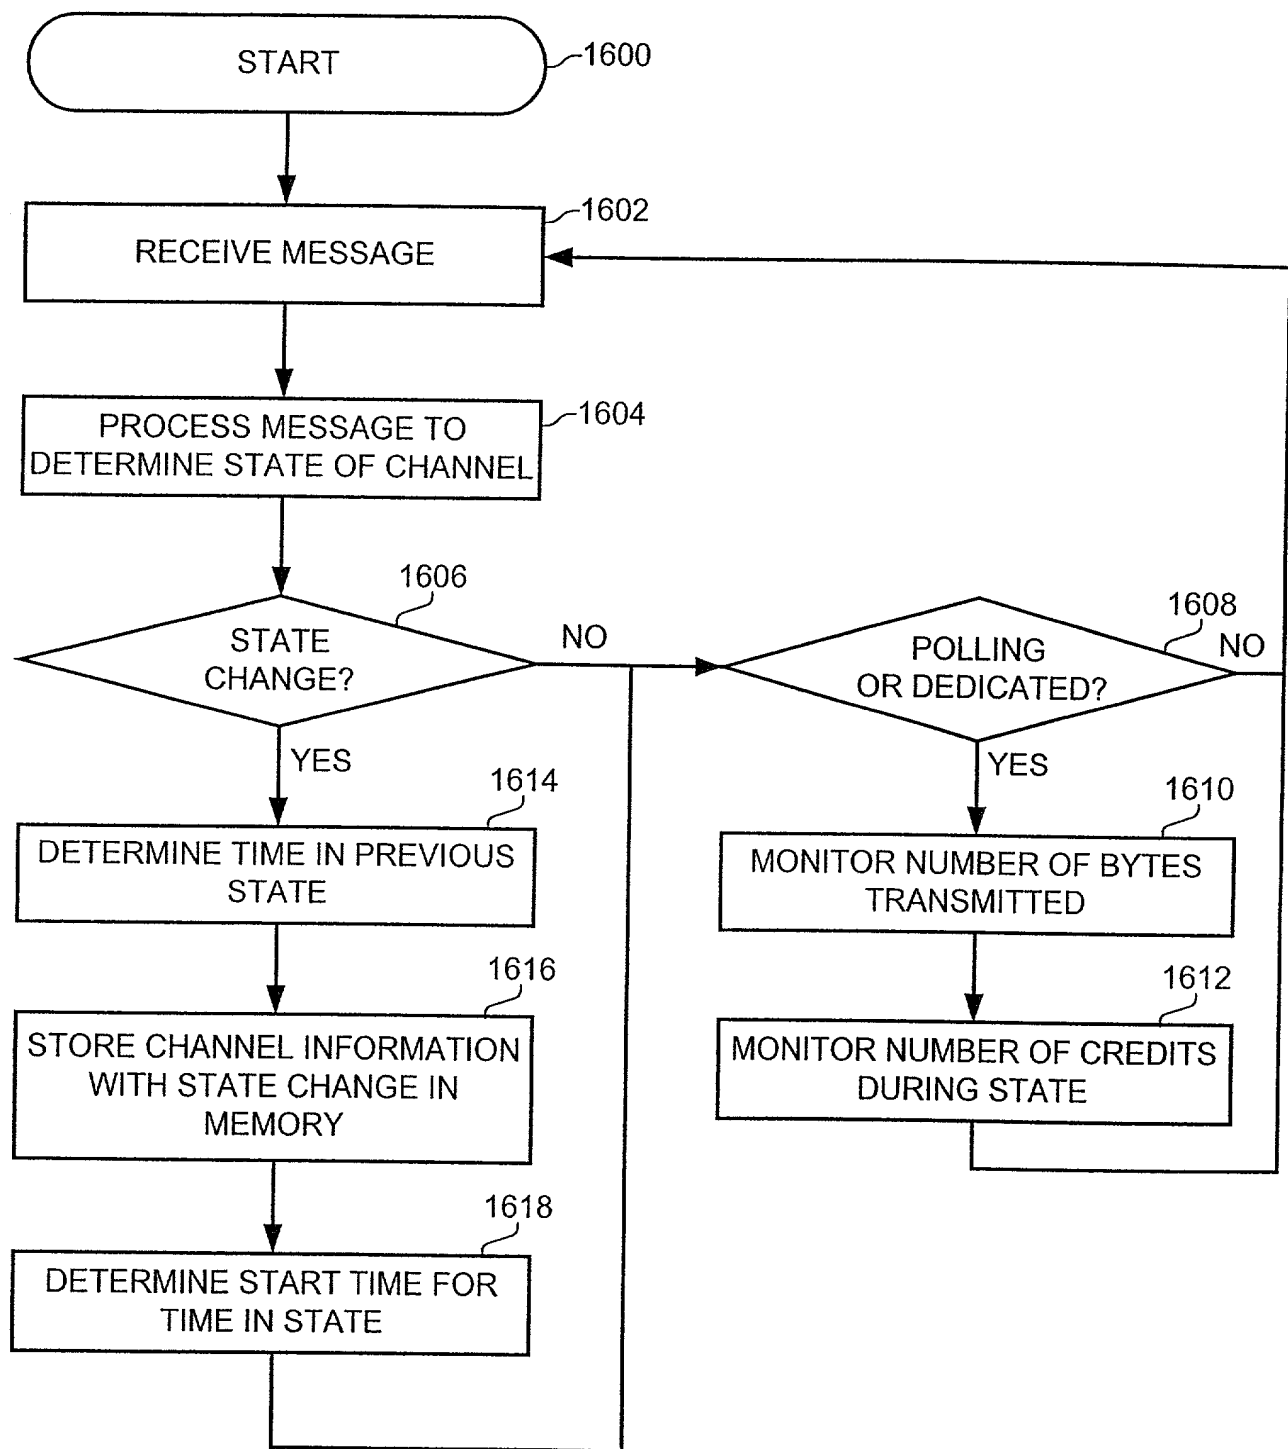 START
1600
1602
RECEIVE MESSAGE
1604
PROCESS MESSAGE TO
DETERMINE STATE OF CHANNEL
1606
STATE
CHANGE?
NO
1608
POLLING
OR DEDICATED?
NO
YES
YES
1614
DETERMINE TIME IN PREVIOUS
STATE
1610
MONITOR NUMBER OF BYTES
TRANSMITTED
1616
STORE CHANNEL INFORMATION
WITH STATE CHANGE IN
MEMORY
1612
MONITOR NUMBER OF CREDITS
DURING STATE
1618
DETERMINE START TIME FOR
TIME IN STATE